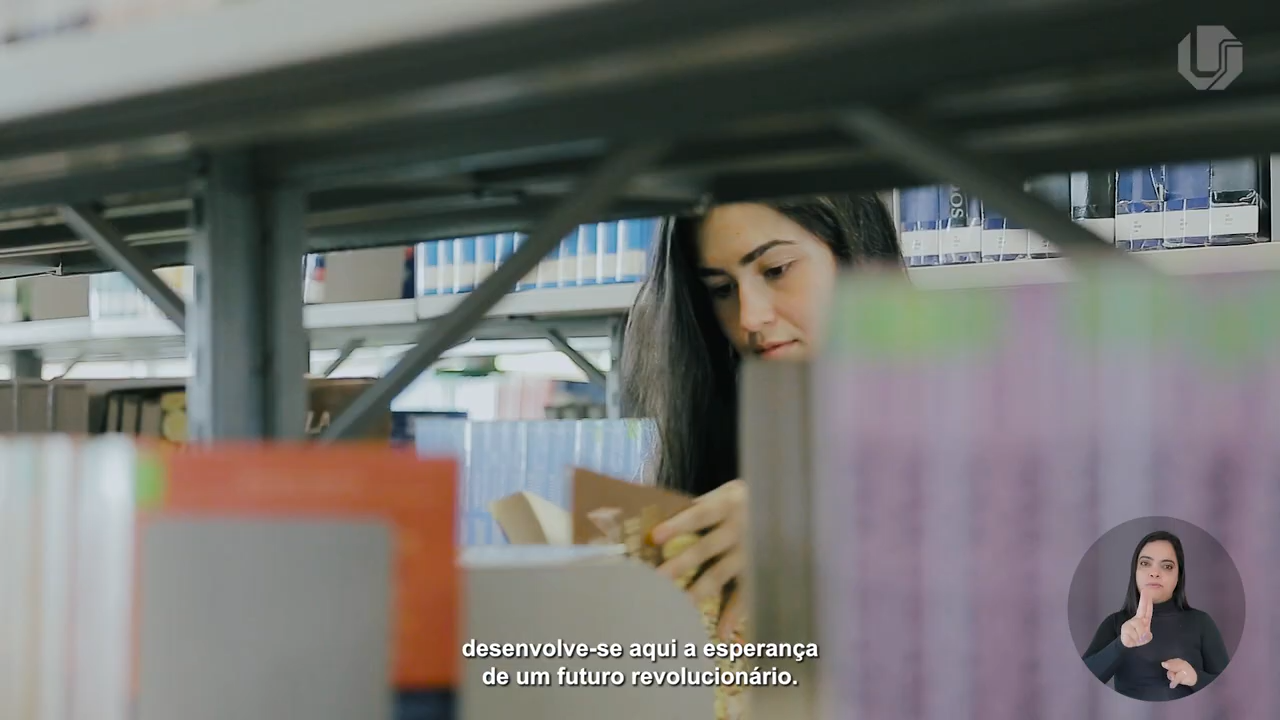 desenvolve-se aqui a esperança
de um futuro revolucionário.